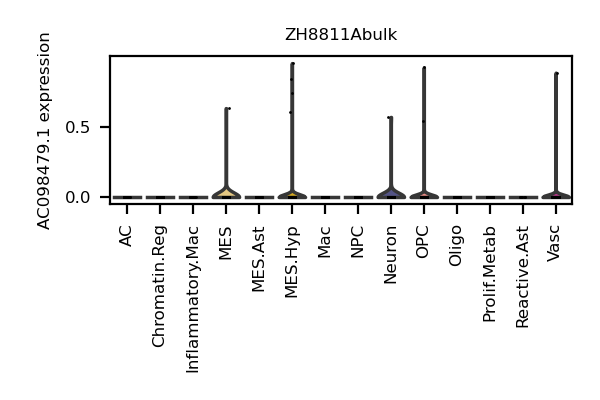 ZH8811Abulk
AC098479.1 expression
0.5
0.0
AC
Chromatin.Reg
Inflammatory.Mac
MES
MES.Ast
MES.Hyp
Mac
NPC
Neuron
OPC
Oligo
Prolif.Metab
Reactive.Ast
Vasc